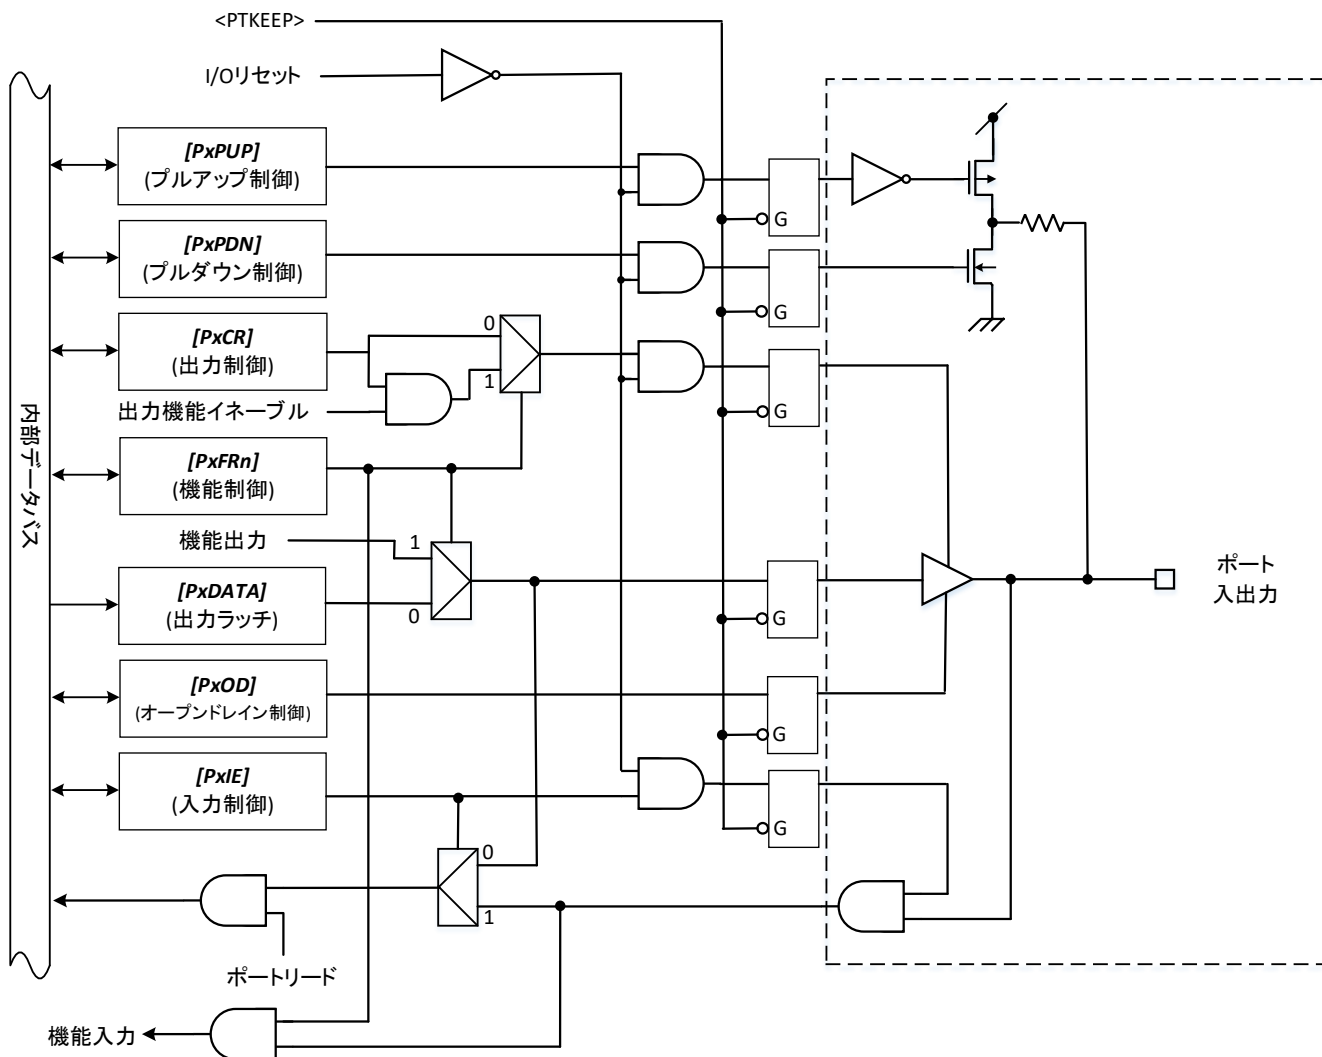 <PTKEEP>
I/Oリセット
[PxPUP]
(プルアップ制御)
G
[PxPDN]
(プルダウン制御)
G
[PxCR]
(出力制御)
0
1
G
出力機能イネーブル
内部データバス
[PxFRn]
(機能制御)
機能出力
1
0
[PxDATA]
(出力ラッチ)
G
ポート
入出力
[PxOD]
(オープンドレイン制御)
G
[PxIE]
(入力制御)
G
0
1
ポートリード
機能入力